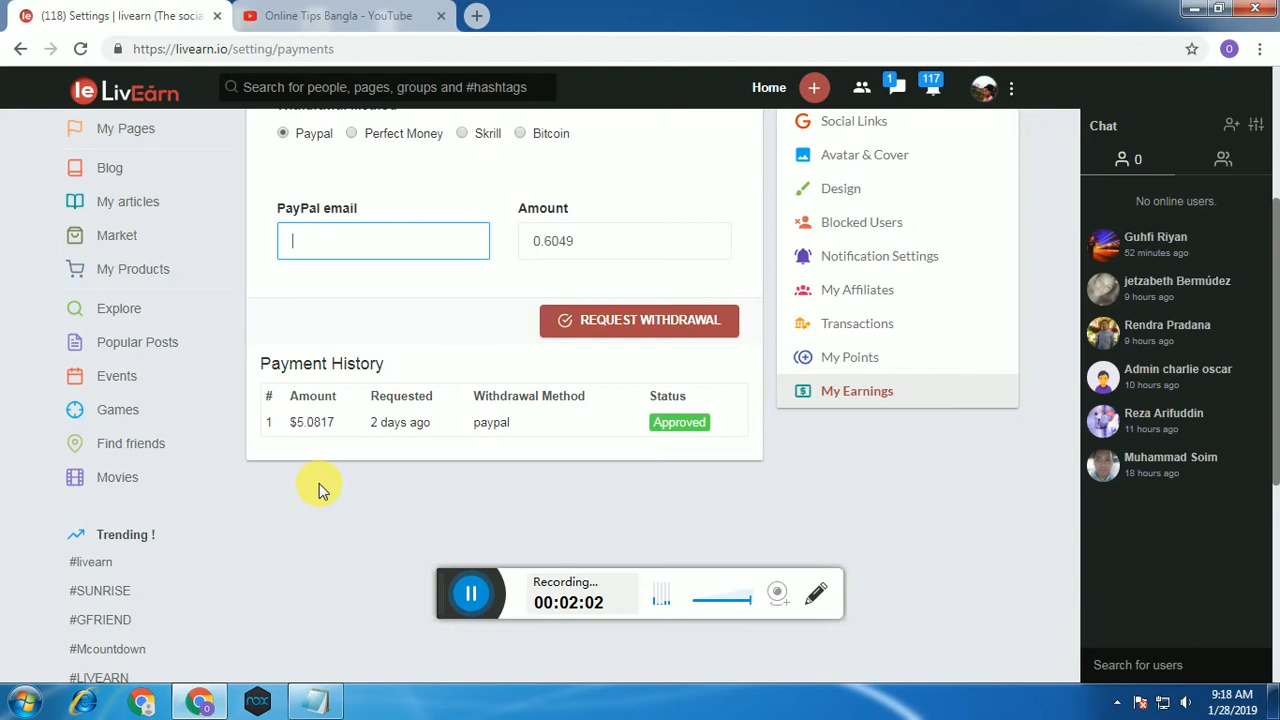 (118) Settings | livearn (The socia
Online Tips Bangla - YouTube
https://livearn.io/setting/payments
O
le LivEarn
Search for people, pages, groups and #hashtags
Home
1
117
My Pages
Blog
My articles
Market
My Products
Explore
Popular Posts
Events
Games
Find friends
Movies
Trending !
#livearn
#SUNRISE
#GFRIEND
#Mcountdown
#LIVEARN
Paypal
Perfect Money
Skrill
Bitcoin
PayPal email
Amount
0.6049
REQUEST WITHDRAWAL
Payment History
# Amount Requested Withdrawal Method Status
1 $5.0817 2 days ago paypal Approved
Social Links
Avatar & Cover
Design
Blocked Users
Notification Settings
My Affiliates
Transactions
My Points
My Earnings
Chat
0
No online users.
Guhfi Riyan
52 minutes ago
jetzabeth Bermúdez
9 hours ago
Rendra Pradana
9 hours ago
Admin charlie oscar
10 hours ago
Reza Arifuddin
11 hours ago
Muhammad Soim
18 hours ago
Search for users
Recording...
00:02:02
nox
9:18 AM
1/28/2019